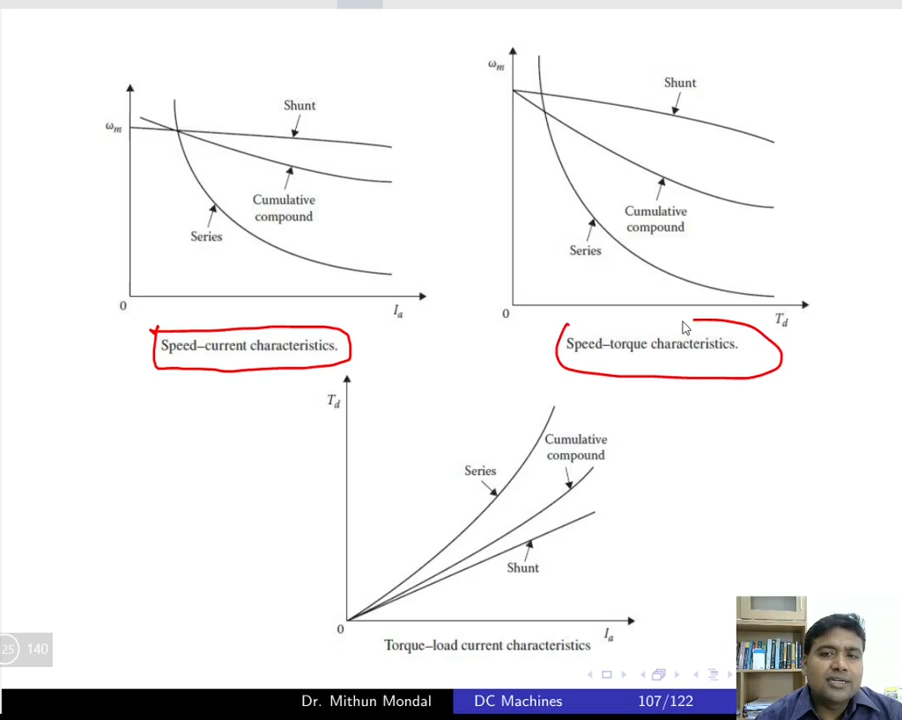 ωm
Shunt
Cumulative
compound
Series
0
Ia
Speed–current characteristics.
ωm
Shunt
Cumulative
compound
Series
0
Td
Speed–torque characteristics.
Td
Cumulative
compound
Series
Shunt
0
Ia
Torque–load current characteristics
25 140
Dr. Mithun Mondal DC Machines 107/122